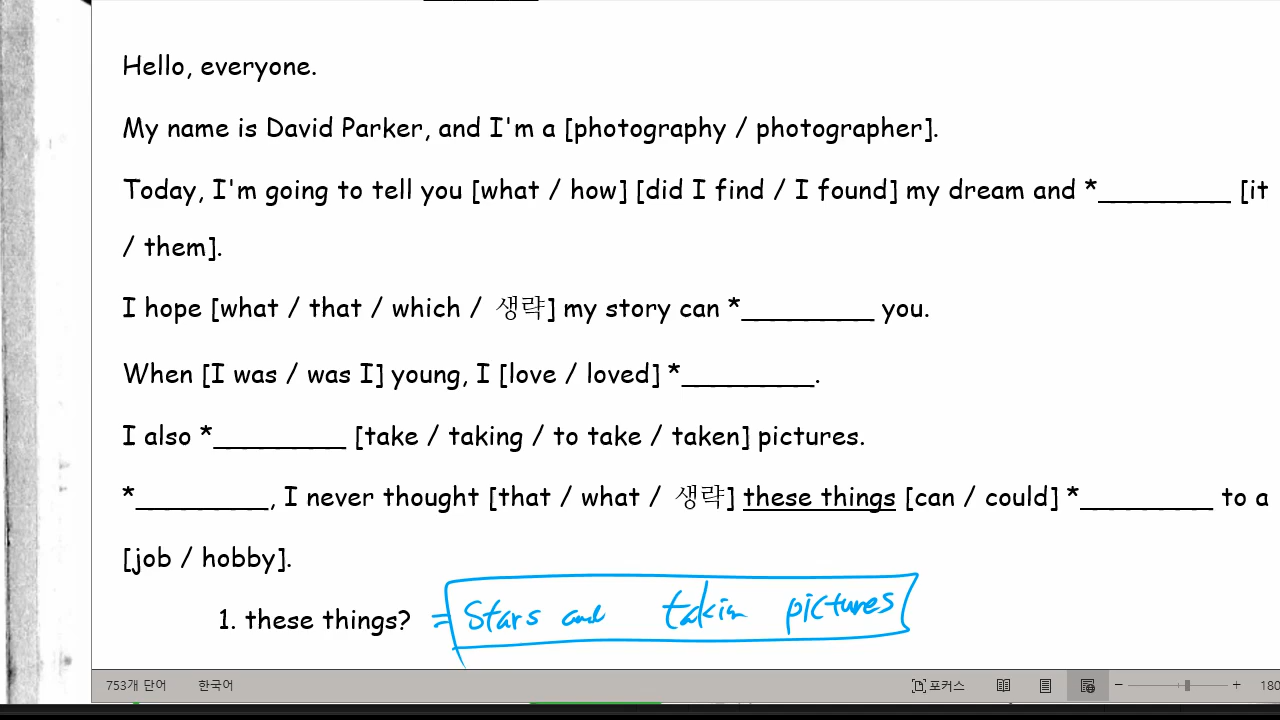 Hello, everyone.
My name is David Parker, and I'm a [photography / photographer].
Today, I'm going to tell you [what / how] [did I find / I found] my dream and *________ [it
/ them].
I hope [what / that / which / 생략] my story can *________ you.
When [I was / was I] young, I [love / loved] *________.
I also *________ [take / taking / to take / taken] pictures.
*________, I never thought [that / what / 생략] these things [can / could] *________ to a
[job / hobby].
1. these things? = Stars and takin pictures
753개 단어 한국어 포커스 - + 180